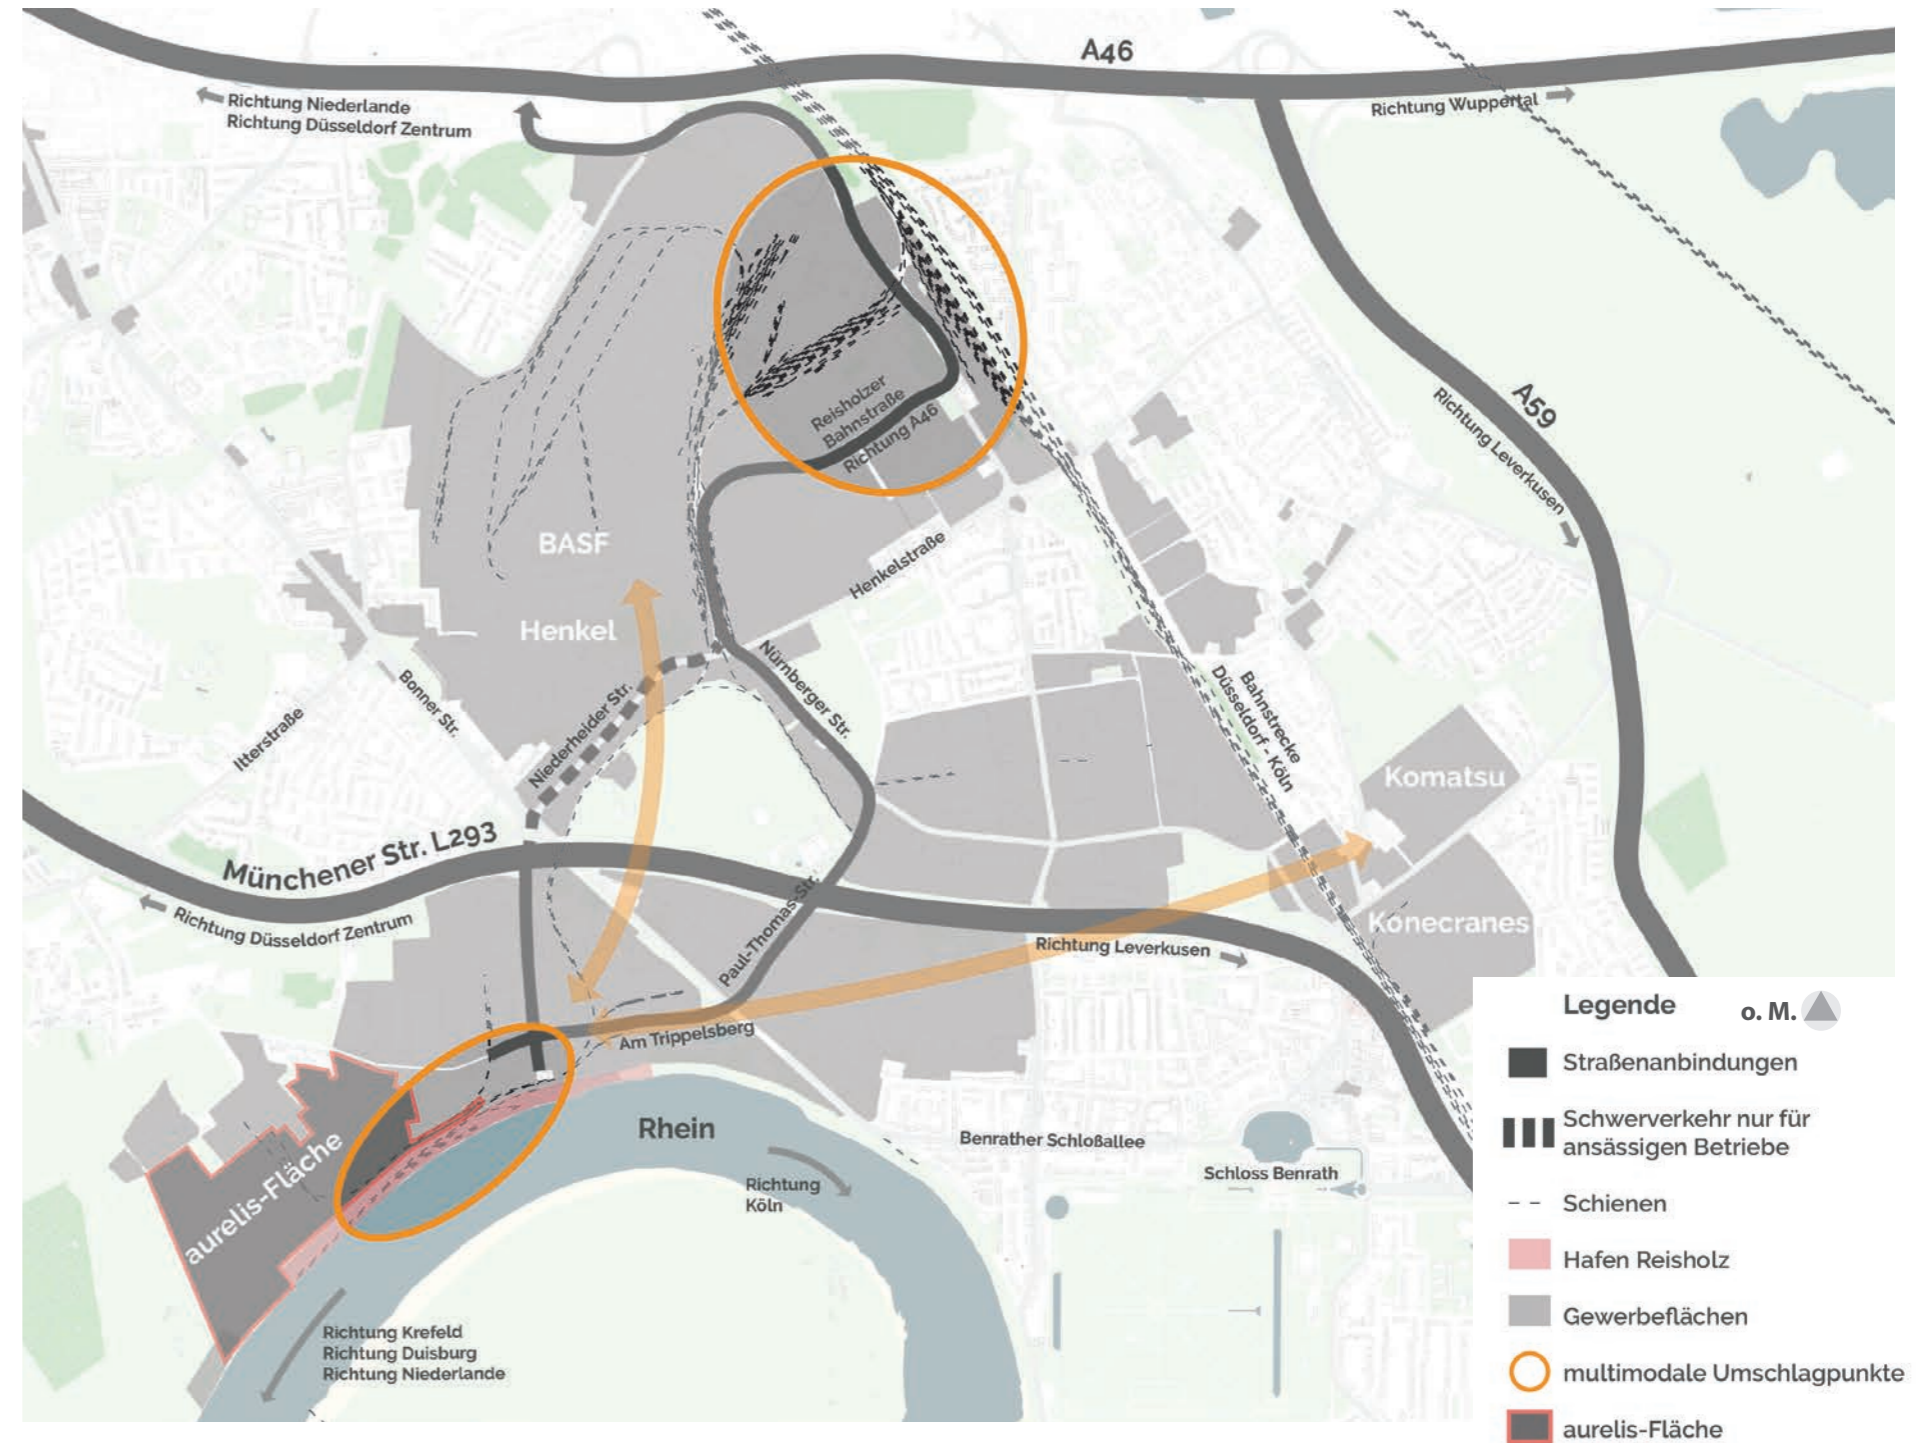 A46
Richtung Niederlande
Richtung Düsseldorf Zentrum
Richtung Wuppertal
A59
Richtung Leverkusen
Reisholzer
Bahnstraße
Richtung A46
BASF
Henkel
Henkelstraße
Nürnberger Str.
Niederheider Str.
Bonner Str.
Itterstraße
Bahnstrecke
Düsseldorf - Köln
Komatsu
Konecranes
Münchener Str. L293
Richtung Düsseldorf Zentrum
Paul-Thomas-Str.
Richtung Leverkusen
Am Trippelsberg
aurelis-Fläche
Rhein
Richtung
Köln
Benrather Schloßallee
Schloss Benrath
Richtung Krefeld
Richtung Duisburg
Richtung Niederlande
Legende
o. M.
Straßenanbindungen
Schwerverkehr nur für
ansässigen Betriebe
Schienen
Hafen Reisholz
Gewerbeflächen
multimodale Umschlagpunkte
aurelis-Fläche